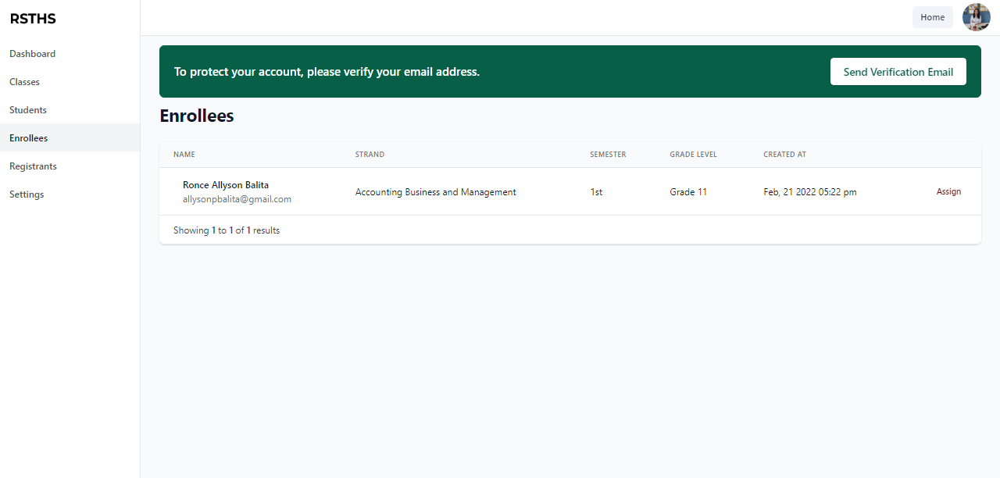 RSTHS
Home
Dashboard
Classes
Students
Enrollees
Registrants
Settings
To protect your account, please verify your email address.
Send Verification Email
Enrollees
NAME STRAND SEMESTER GRADE LEVEL CREATED AT
Ronce Allyson Balita
allysonpbalita@gmail.com
Accounting Business and Management 1st Grade 11 Feb, 21 2022 05:22 pm Assign
Showing 1 to 1 of 1 results